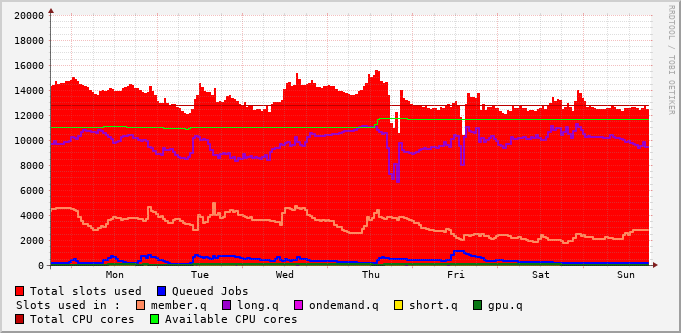 20000
18000
16000
14000
12000
10000
8000
6000
4000
2000
0
Mon Tue Wed Thu Fri Sat Sun
RRDTOOL / TOBI OETIKER
Total slots used Queued Jobs
Slots used in : member.q long.q ondemand.q short.q gpu.q
Total CPU cores Available CPU cores